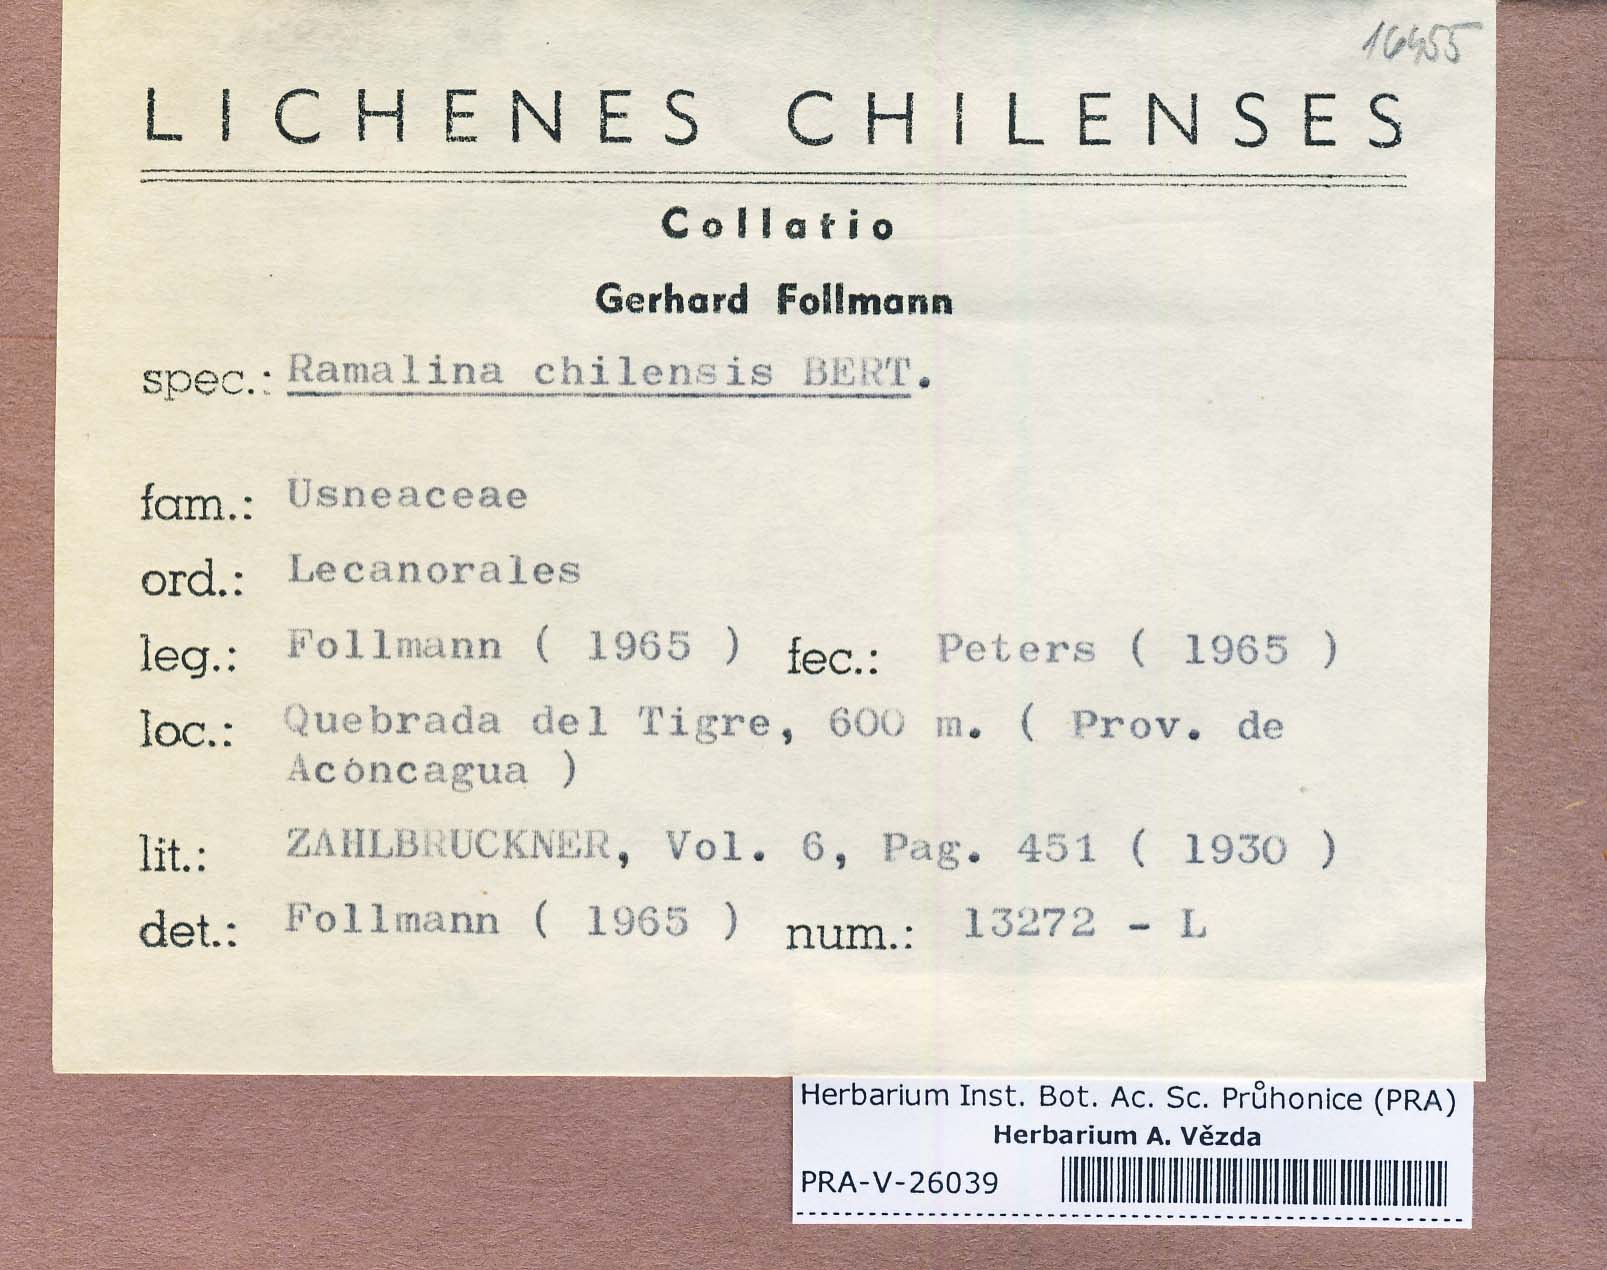 16455
LICHENES CHILENSES
Collatio
Gerhard Follmann
spec.: Ramalina chilensis BERT.
fam.: Usneaceae
ord.: Lecanorales
leg.: Follmann ( 1965 ) fec.: Peters ( 1965 )
loc.: Quebrada del Tigre, 600 m. ( Prov. de
Aconcagua )
lit.: ZAHLBRUCKNER, Vol. 6, Pag. 451 ( 1930 )
det.: Follmann ( 1965 ) num.: 13272 - L
Herbarium Inst. Bot. Ac. Sc. Průhonice (PRA)
Herbarium A. Vězda
PRA-V-26039